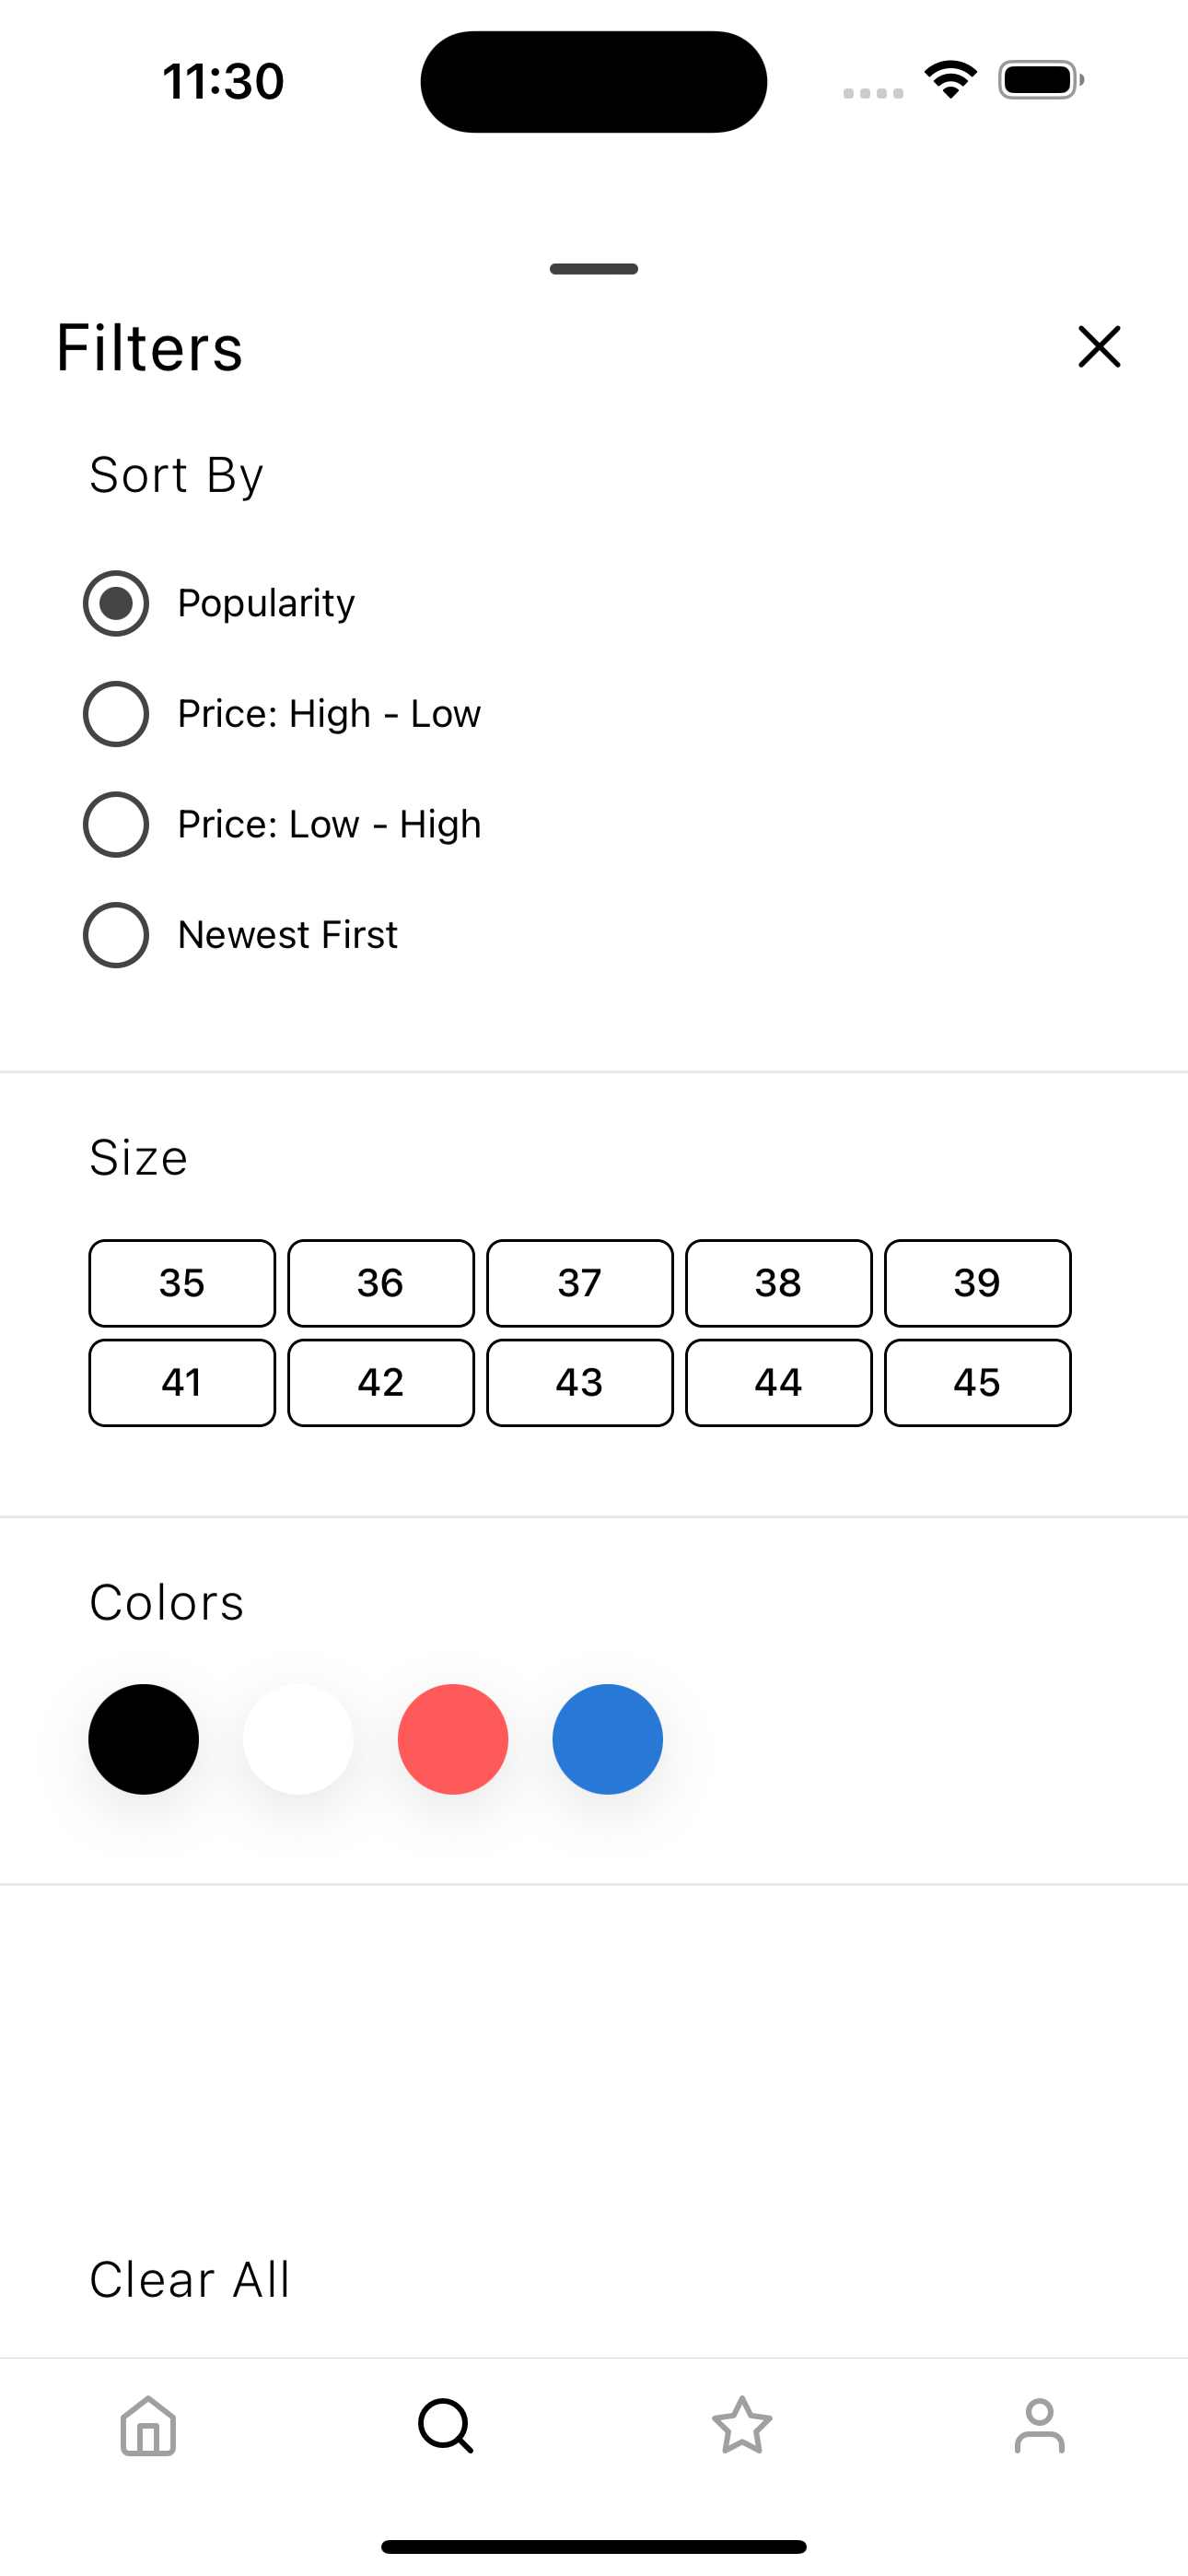 11:30
Filters
Sort By
Popularity
Price: High - Low
Price: Low - High
Newest First
Size
35 36 37 38 39
41 42 43 44 45
Colors
Clear All